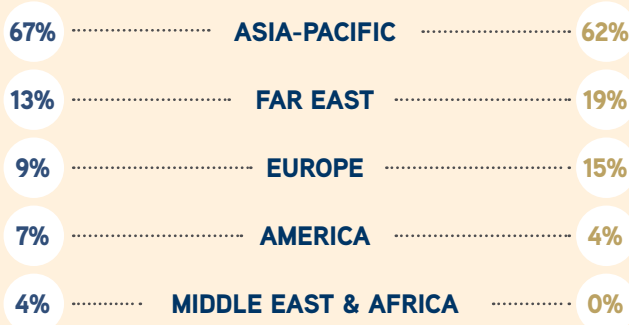 67% ASIA-PACIFIC 62%
13% FAR EAST 19%
9% EUROPE 15%
7% AMERICA 4%
4% MIDDLE EAST & AFRICA 0%